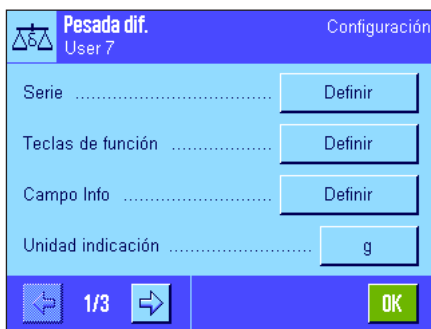 Pesada dif. Configuración
User 7
Serie .................................. Definir
Teclas de función ................. Definir
Campo Info .......................... Definir
Unidad indicación ......................... g
1/3 OK